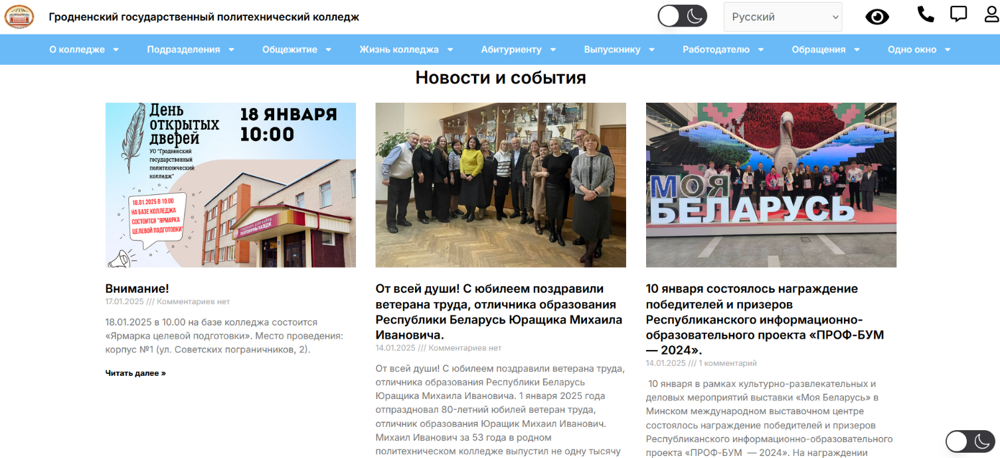 Гродненский государственный политехнический колледж
Русский
О колледже
Подразделения
Общежитие
Жизнь колледжа
Абитуриенту
Выпускнику
Работодателю
Обращения
Одно окно
Новости и события
День
открытых
дверей
18 ЯНВАРЯ
10:00
УО "Гродненский
государственный
политехнический
колледж"
18.01.2025 В 10.00
НА БАЗЕ КОЛЛЕДЖА
СОСТОИТСЯ "ЯРМАРКА
ЦЕЛЕВОЙ ПОДГОТОВКИ"
МОЯ
БЕЛАРУСЬ
Внимание!
17.01.2025 /// Комментариев нет
18.01.2025 в 10.00 на базе колледжа состоится
«Ярмарка целевой подготовки». Место проведения:
корпус №1 (ул. Советских пограничников, 2).
Читать далее »
От всей души! С юбилеем поздравили
ветерана труда, отличника образования
Республики Беларусь Юращика Михаила
Ивановича.
14.01.2025 /// Комментариев нет
От всей души! С юбилеем поздравили ветерана труда,
отличника образования Республики Беларусь
Юращика Михаила Ивановича. 1 января 2025 года
отпраздновал 80-летний юбилей ветеран труда,
отличник образования Юращик Михаил Иванович.
Михаил Иванович за 53 года в родном
политехническом колледже выпустил не одну тысячу
10 января состоялось награждение
победителей и призеров
Республиканского информационно-
образовательного проекта «ПРОФ-БУМ
— 2024».
14.01.2025 /// 1 комментарий
10 января в рамках культурно-развлекательных и
деловых мероприятий выставки «Моя Беларусь» в
Минском международном выставочном центре
состоялось награждение победителей и призеров
Республиканского информационно-образовательного
проекта «ПРОФ-БУМ — 2024». На награждении